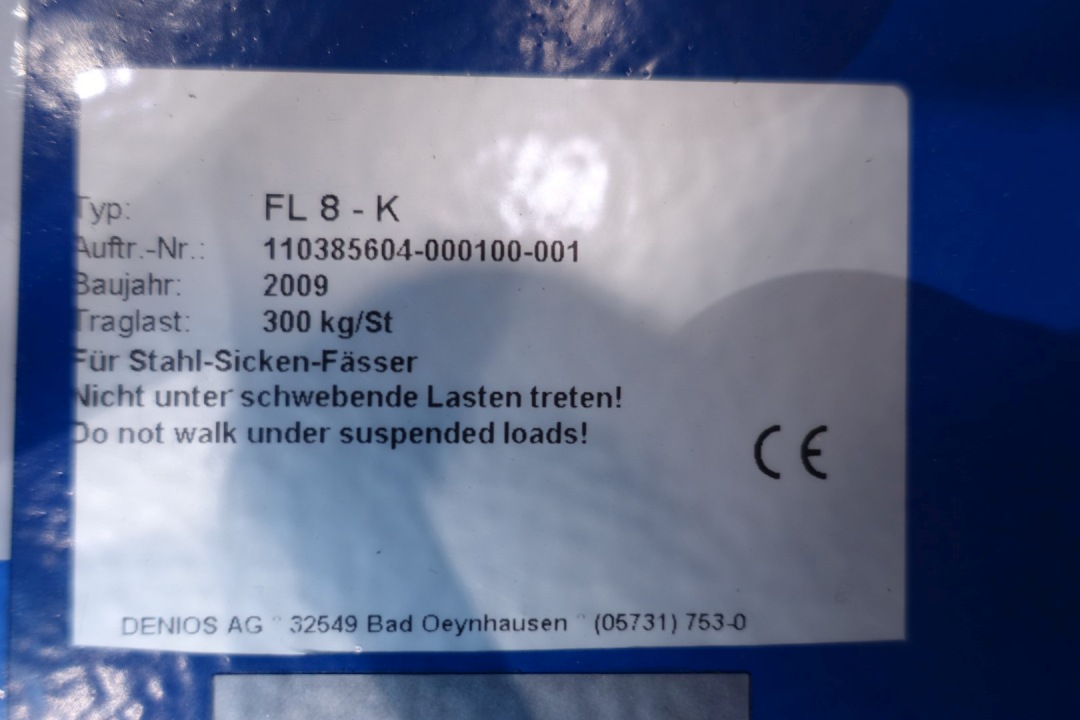 Typ: FL 8 - K
Auftr.-Nr.: 110385604-000100-001
Baujahr: 2009
Traglast: 300 kg/St
Für Stahl-Sicken-Fässer
Nicht unter schwebende Lasten treten!
Do not walk under suspended loads!
CE
DENIOS AG " 32549 Bad Oeynhausen " (05731) 753-0